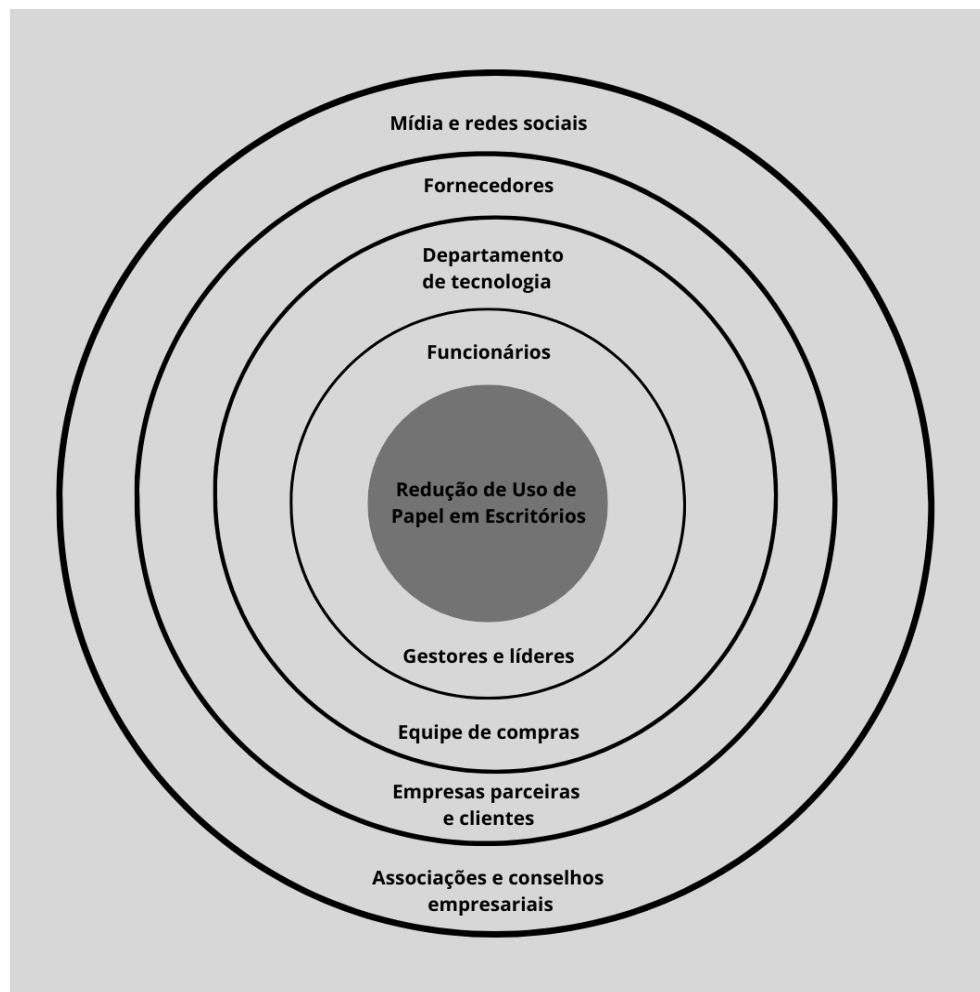 Mídia e redes sociais
Fornecedores
Departamento
de tecnologia
Funcionários
Redução de Uso de
Papel em Escritórios
Gestores e líderes
Equipe de compras
Empresas parceiras
e clientes
Associações e conselhos
empresariais